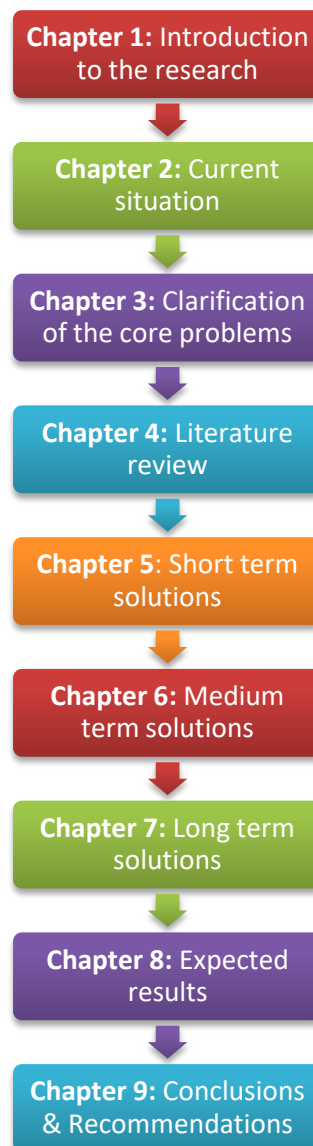 Chapter 1: Introduction
to the research
Chapter 2: Current
situation
Chapter 3: Clarification
of the core problems
Chapter 4: Literature
review
Chapter 5: Short term
solutions
Chapter 6: Medium
term solutions
Chapter 7: Long term
solutions
Chapter 8: Expected
results
Chapter 9: Conclusions
& Recommendations